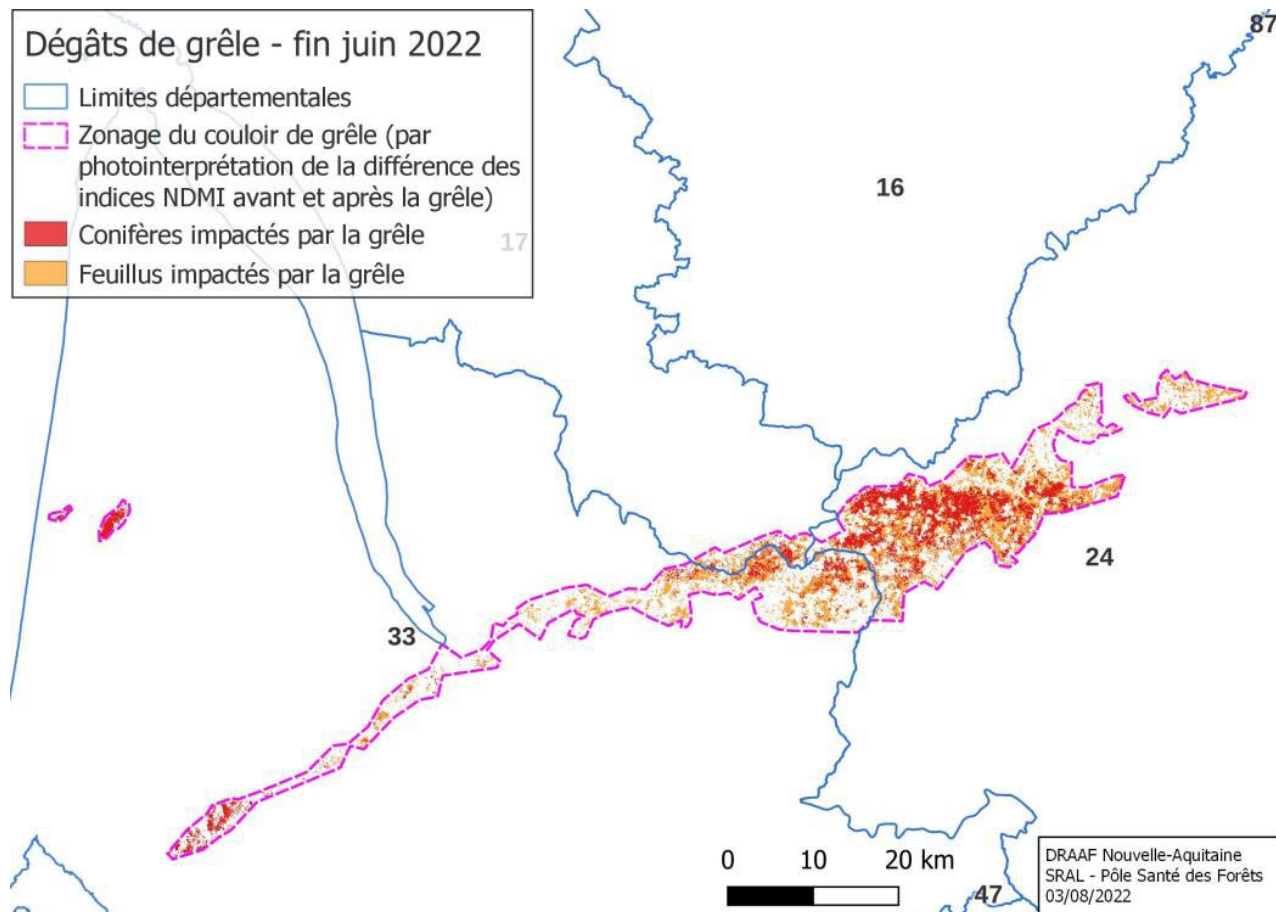 Dégâts de grêle - fin juin 2022
Limites départementales
Zonage du couloir de grêle (par
photointerprétation de la différence des
indices NDMI avant et après la grêle)
Conifères impactés par la grêle
Feuillus impactés par la grêle
17
87
16
24
33
0 10 20 km
47
DRAAF Nouvelle-Aquitaine
SRAL - Pôle Santé des Forêts
03/08/2022